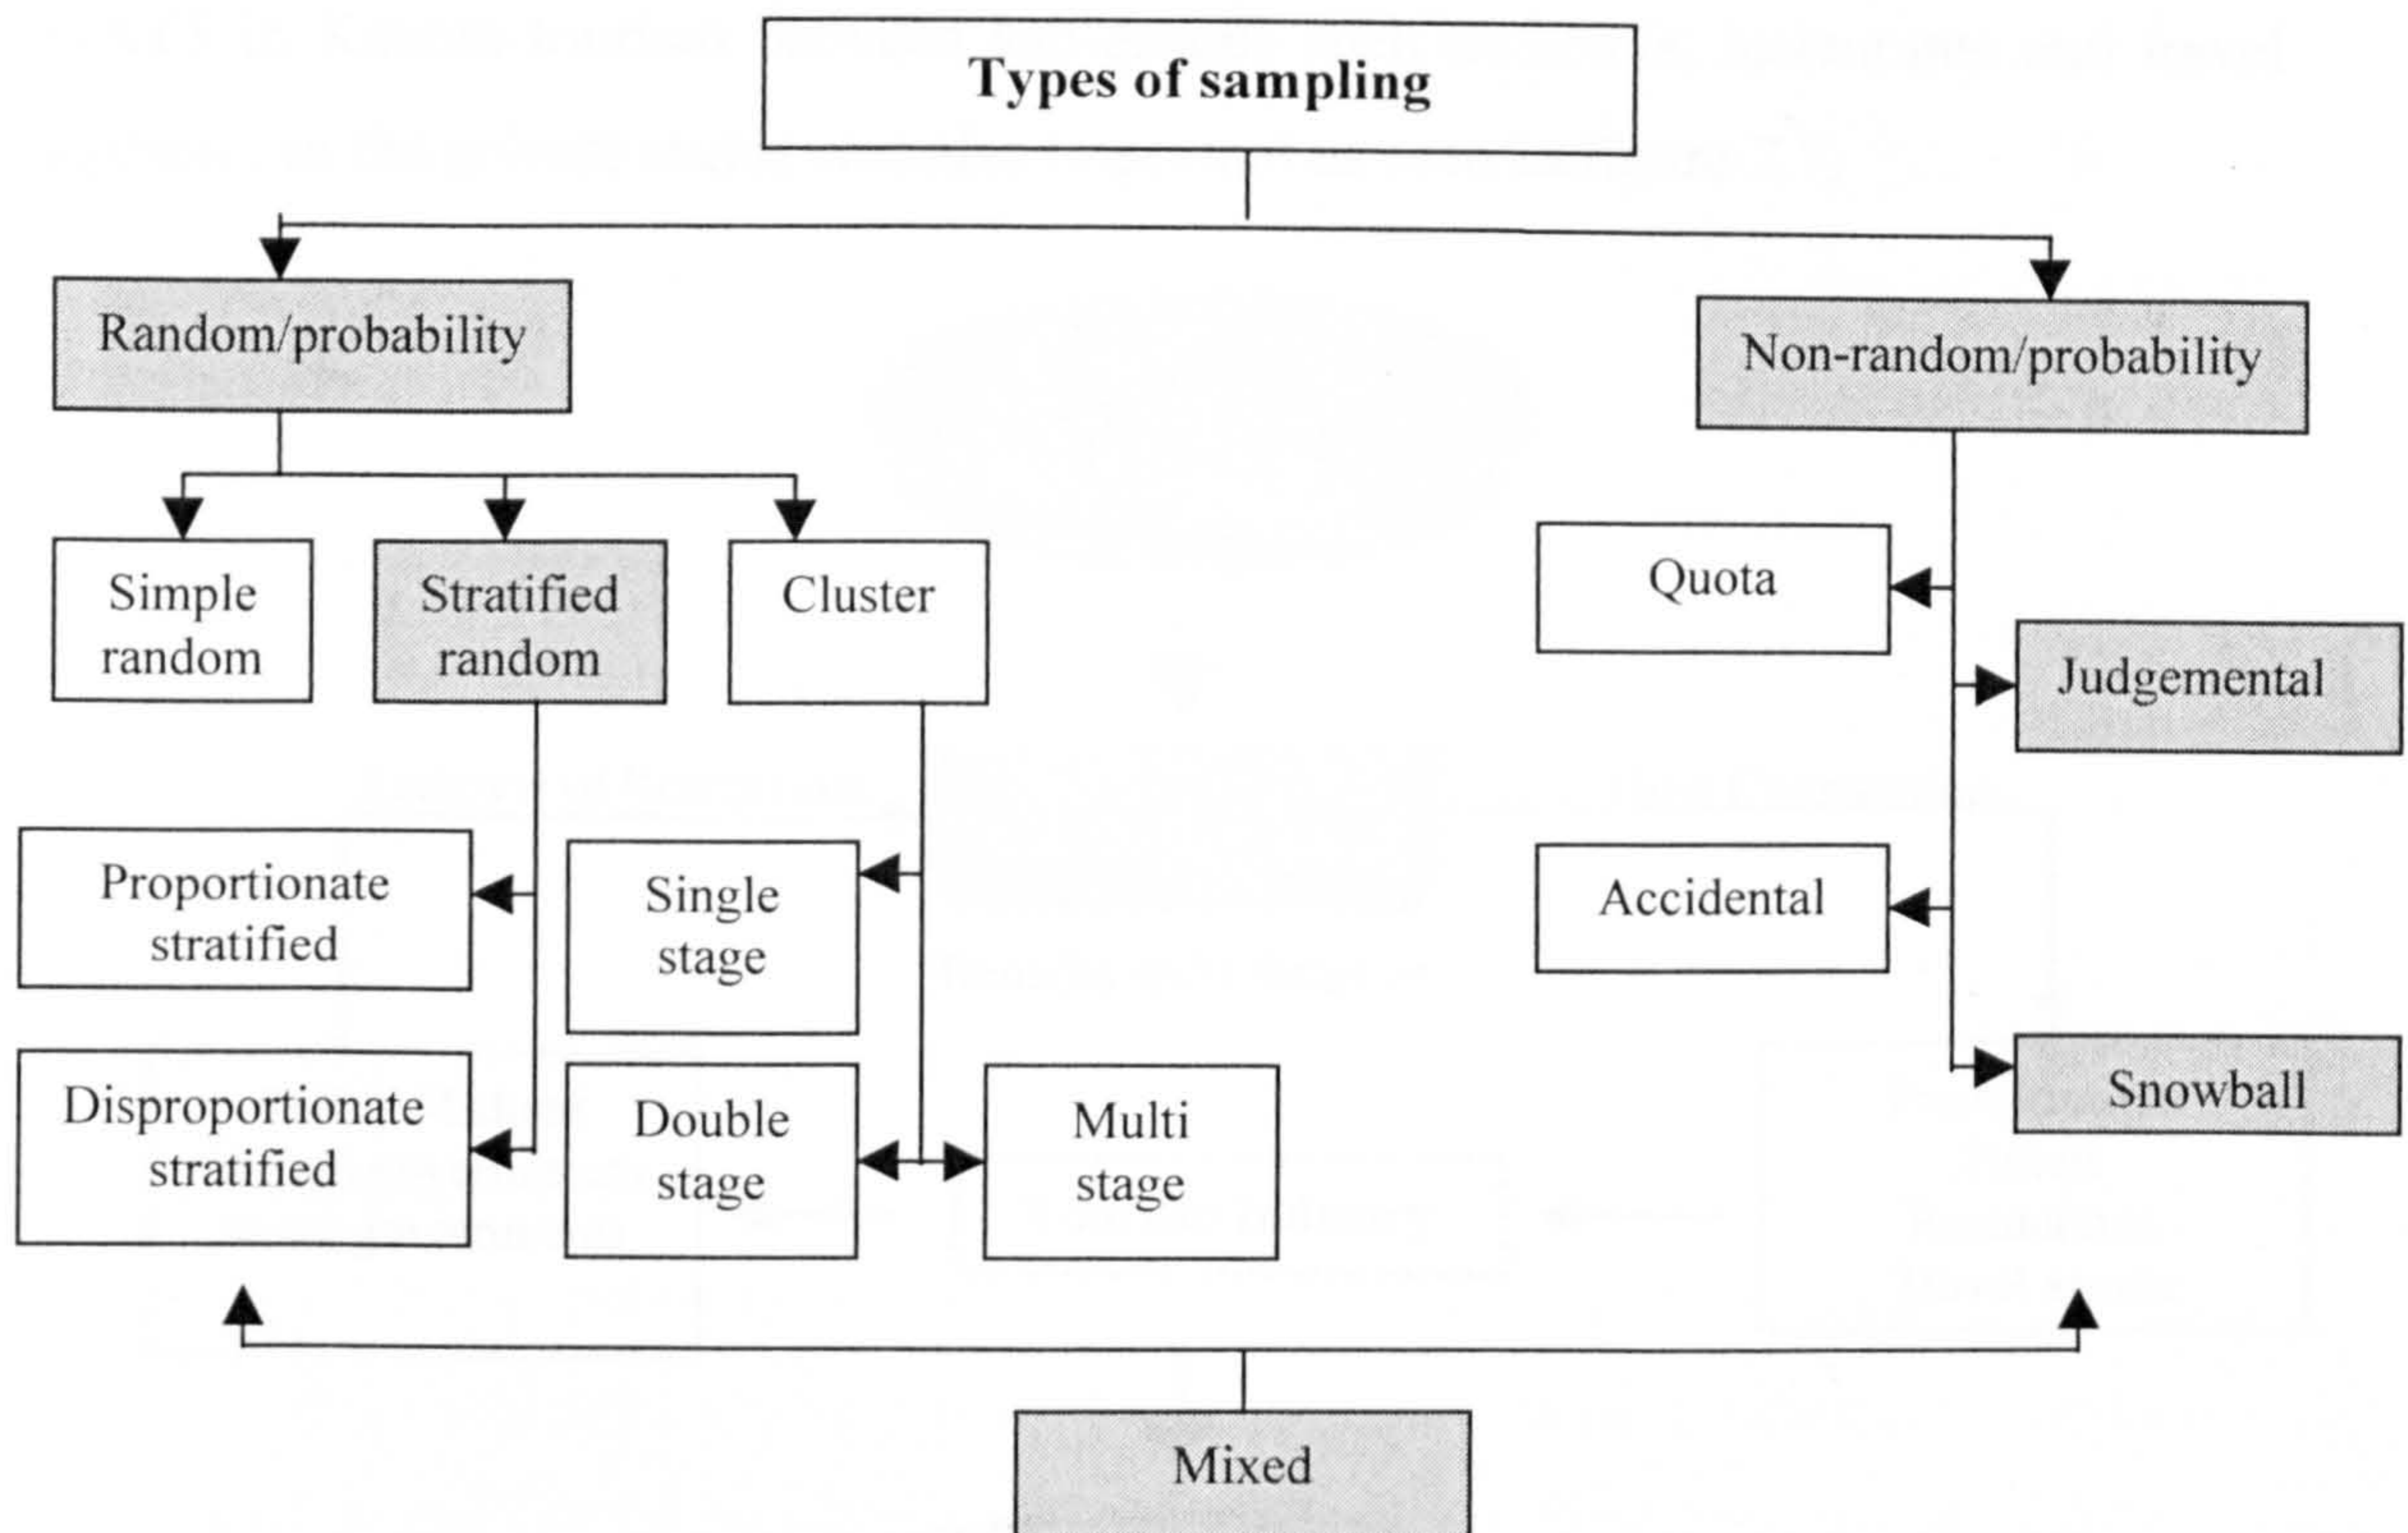 Types of sampling
Random/probability
Non-random/probability
Simple
random
Stratified
random
Cluster
Quota
Judgemental
Proportionate
stratified
Single
stage
Accidental
Disproportionate
stratified
Double
stage
Multi
stage
Snowball
Mixed